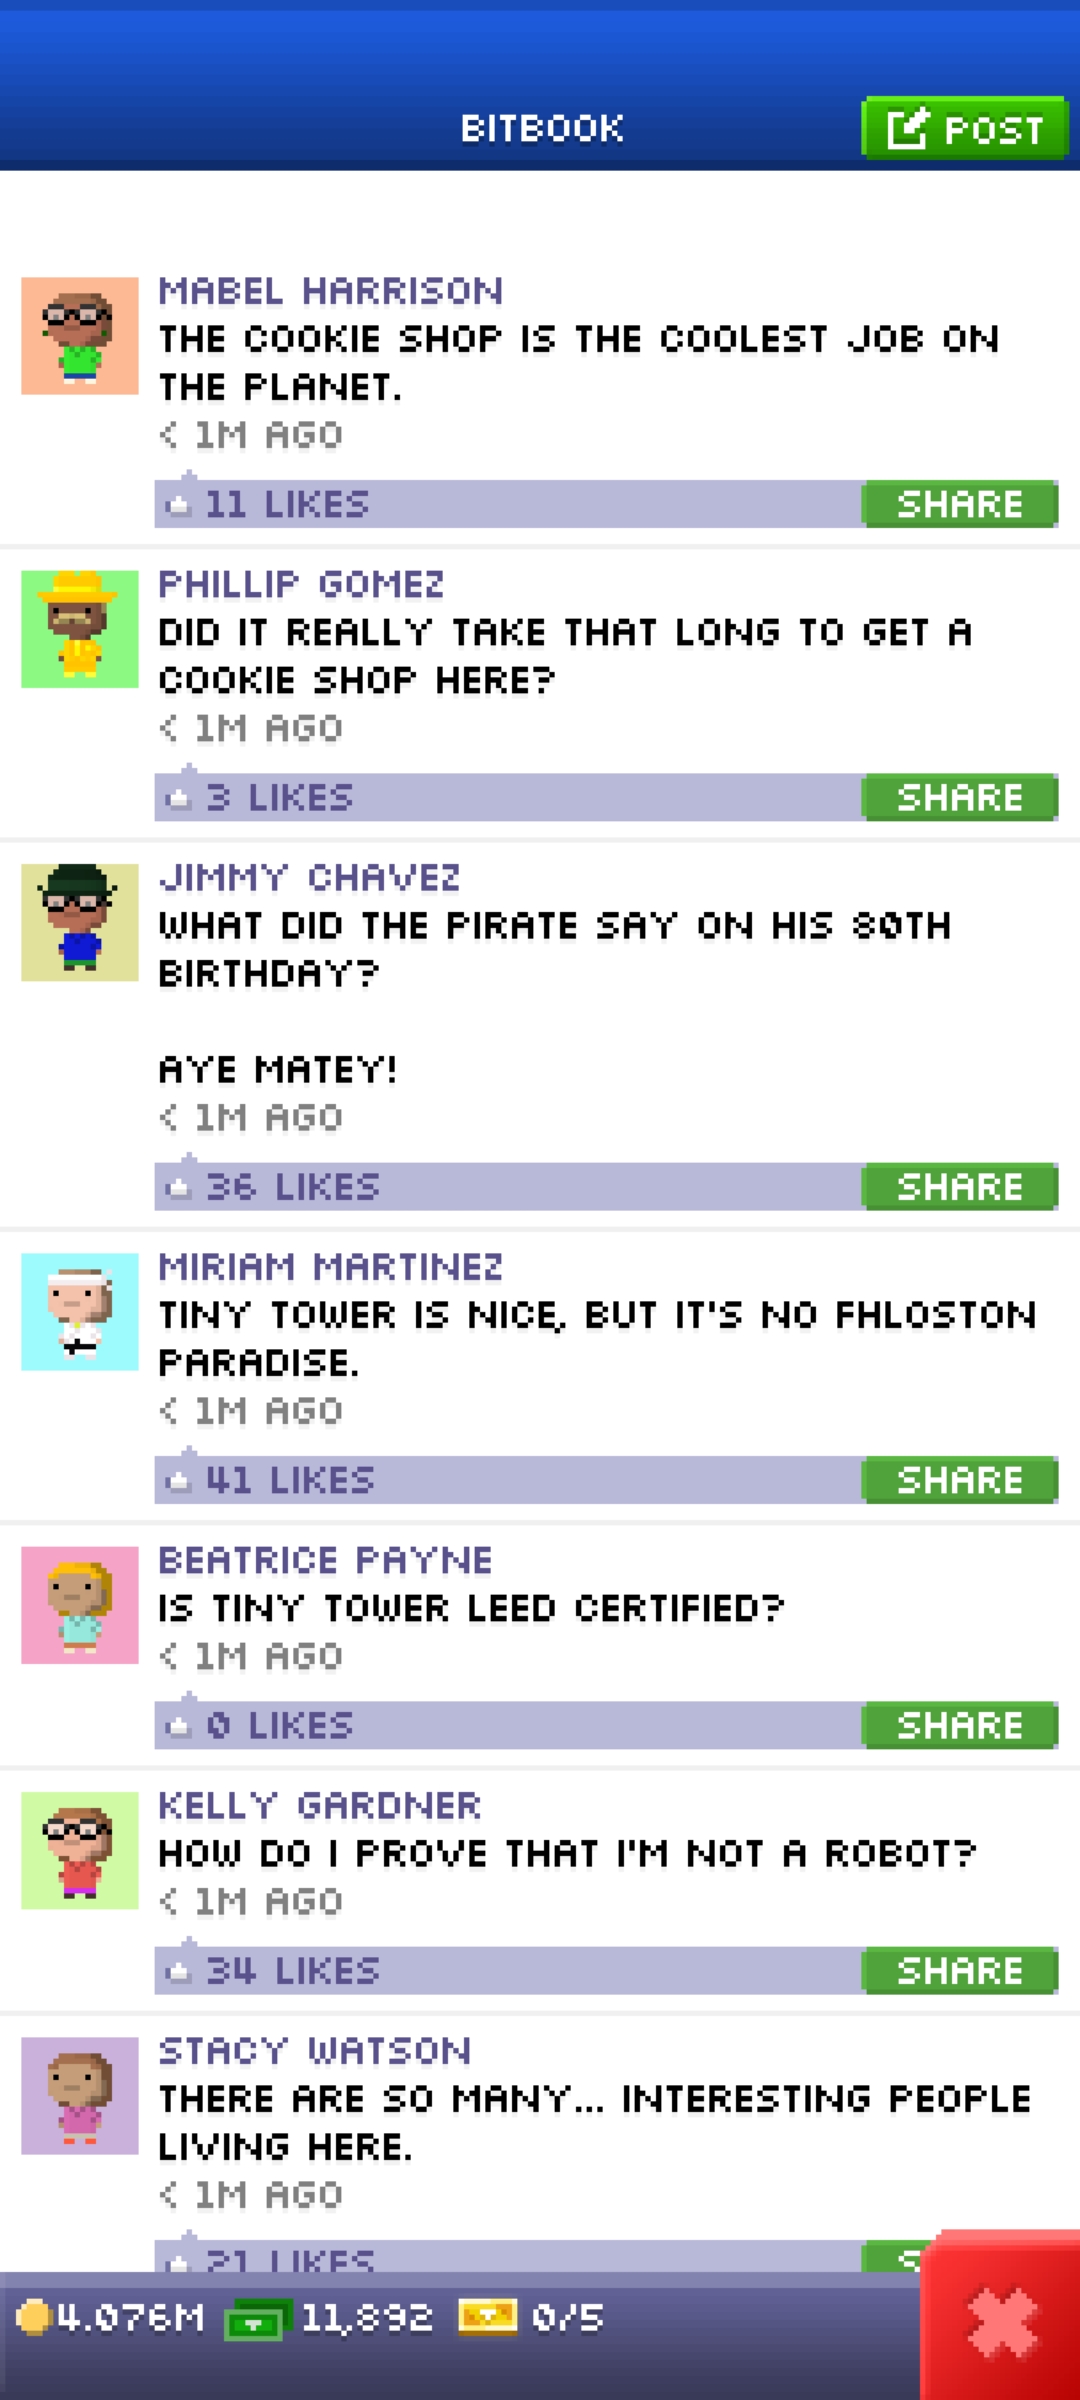 BITBOOK
POST
MABEL HARRISON
THE COOKIE SHOP IS THE COOLEST JOB ON
THE PLANET.
< 1M AGO
11 LIKES
SHARE
PHILLIP GOMEZ
DID IT REALLY TAKE THAT LONG TO GET A
COOKIE SHOP HERE?
< 1M AGO
3 LIKES
SHARE
JIMMY CHAVEZ
WHAT DID THE PIRATE SAY ON HIS 80TH
BIRTHDAY?
AYE MATEY!
< 1M AGO
36 LIKES
SHARE
MIRIAM MARTINEZ
TINY TOWER IS NICE, BUT IT'S NO FHLOSTON
PARADISE.
< 1M AGO
41 LIKES
SHARE
BEATRICE PAYNE
IS TINY TOWER LEED CERTIFIED?
< 1M AGO
0 LIKES
SHARE
KELLY GARDNER
HOW DO I PROVE THAT I'M NOT A ROBOT?
< 1M AGO
34 LIKES
SHARE
STACY WATSON
THERE ARE SO MANY... INTERESTING PEOPLE
LIVING HERE.
< 1M AGO
21 LIKES
4.076M 11,892 0/5